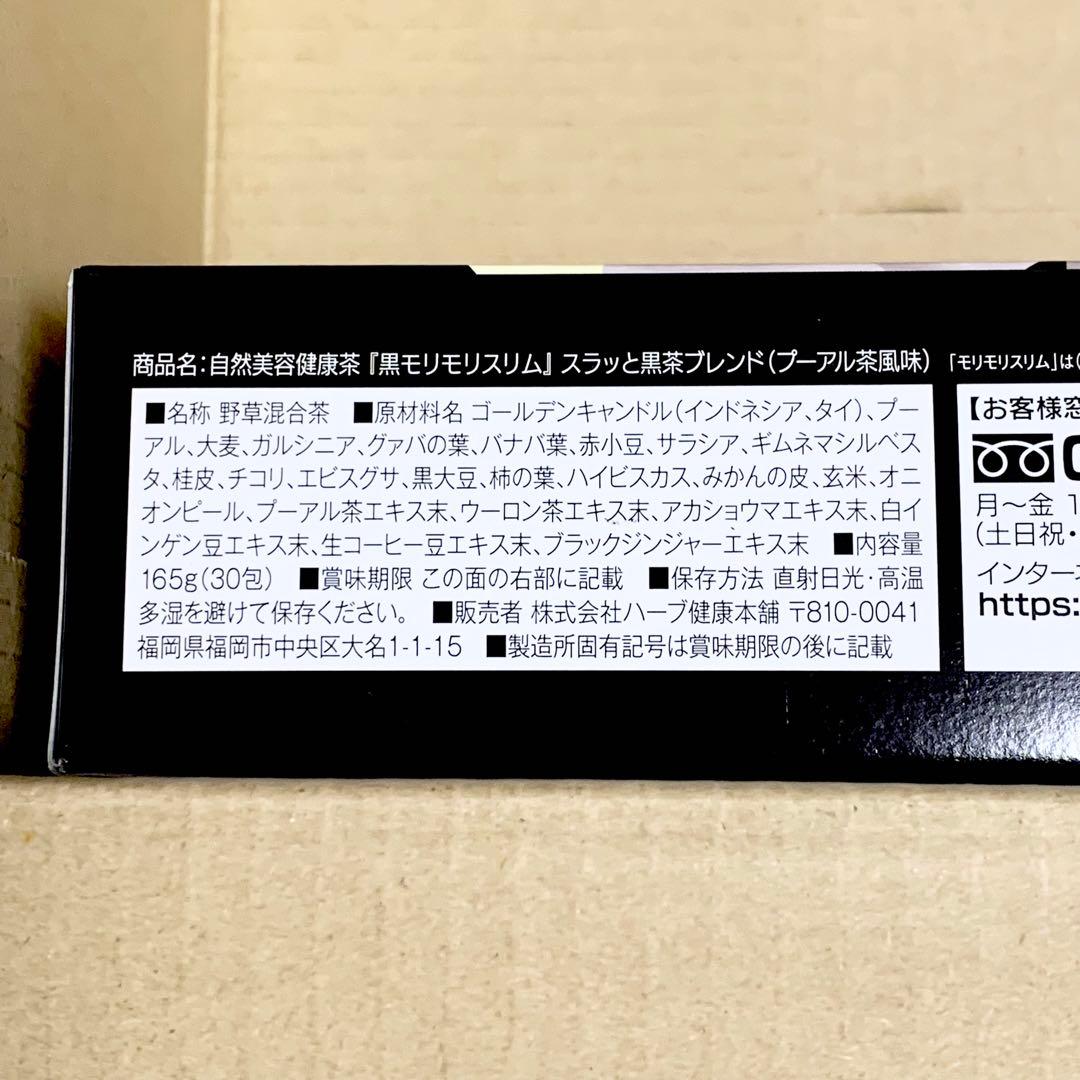 商品名：自然美容健康茶『黒モリモリスリム』 スラッと黒茶ブレンド（プーアル茶風味）
「モリモリスリム」は（
■名称 野草混合茶 ■原材料名 ゴールデンキャンドル（インドネシア、タイ）、プー
アル、大麦、ガルシニア、グァバの葉、バナバ葉、赤小豆、サラシア、ギムネマシルベス
タ、桂皮、チコリ、エビスグサ、黒大豆、柿の葉、ハイビスカス、みかんの皮、玄米、オニ
オンピール、プーアル茶エキス末、ウーロン茶エキス末、アカショウマエキス末、白イ
ンゲン豆エキス末、生コーヒー豆エキス末、ブラックジンジャーエキス末 ■内容量
165g（30包） ■賞味期限 この面の右部に記載 ■保存方法 直射日光・高温
多湿を避けて保存ください。 ■販売者 株式会社ハーブ健康本舗 〒810-0041
福岡県福岡市中央区大名1-1-15 ■製造所固有記号は賞味期限の後に記載
【お客様窓
月〜金 1
（土日祝・
インターネ
https: